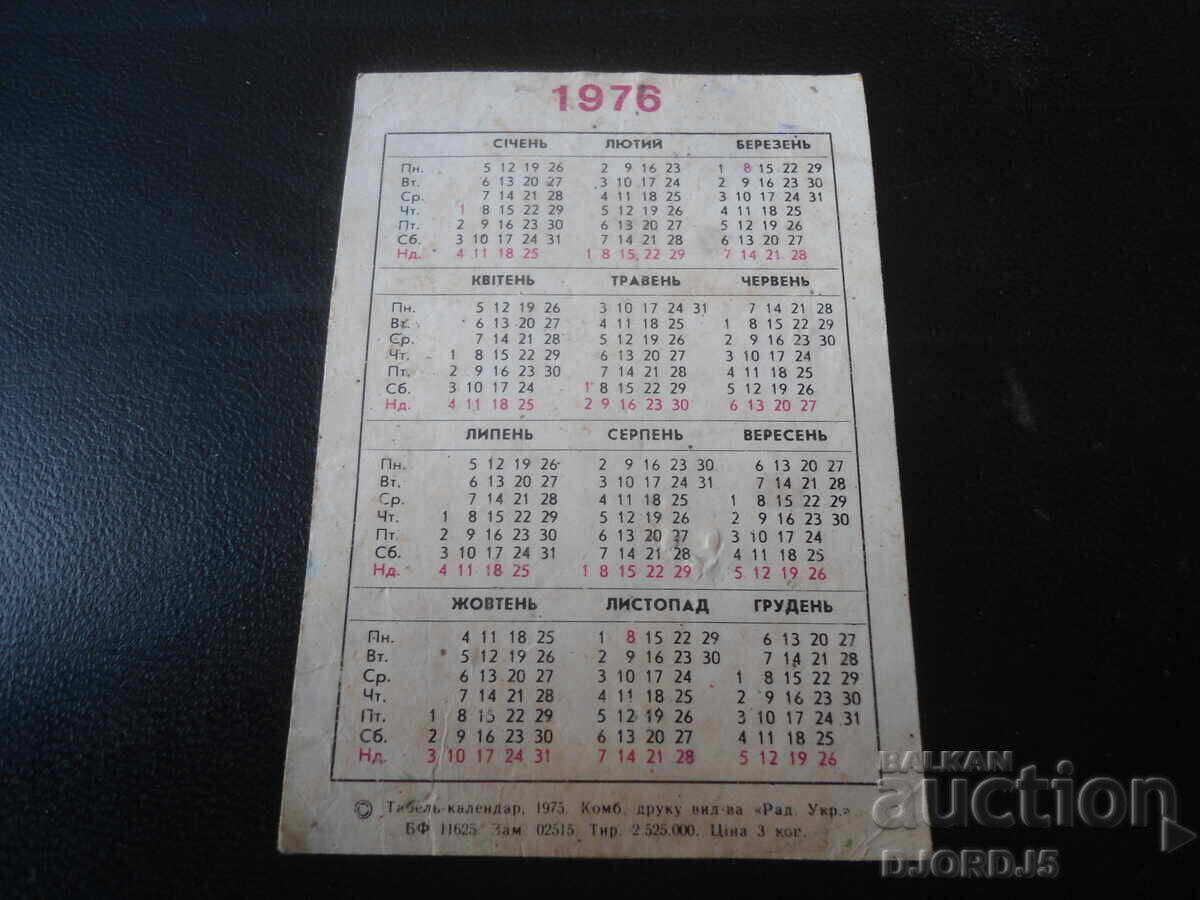 1976
СІЧЕНЬ ЛЮТИЙ БЕРЕЗЕНЬ
Пн. 5 12 19 26 2 9 16 23 1 8 15 22 29
Вт. 6 13 20 27 3 10 17 24 2 9 16 23 30
Ср. 7 14 21 28 4 11 18 25 3 10 17 24 31
Чт. 1 8 15 22 29 5 12 19 26 4 11 18 25
Пт. 2 9 16 23 30 6 13 20 27 5 12 19 26
Сб. 3 10 17 24 31 7 14 21 28 6 13 20 27
Нд. 4 11 18 25 1 8 15 22 29 7 14 21 28
КВІТЕНЬ ТРАВЕНЬ ЧЕРВЕНЬ
Пн. 5 12 19 26 3 10 17 24 31 7 14 21 28
Вт. 6 13 20 27 4 11 18 25 1 8 15 22 29
Ср. 7 14 21 28 5 12 19 26 2 9 16 23 30
Чт. 1 8 15 22 29 6 13 20 27 3 10 17 24
Пт. 2 9 16 23 30 7 14 21 28 4 11 18 25
Сб. 3 10 17 24 1 8 15 22 29 5 12 19 26
Нд. 4 11 18 25 2 9 16 23 30 6 13 20 27
ЛИПЕНЬ СЕРПЕНЬ ВЕРЕСЕНЬ
Пн. 5 12 19 26 2 9 16 23 30 6 13 20 27
Вт. 6 13 20 27 3 10 17 24 31 7 14 21 28
Ср. 7 14 21 28 4 11 18 25 1 8 15 22 29
Чт. 1 8 15 22 29 5 12 19 26 2 9 16 23 30
Пт. 2 9 16 23 30 6 13 20 27 3 10 17 24
Сб. 3 10 17 24 31 7 14 21 28 4 11 18 25
Нд. 4 11 18 25 1 8 15 22 29 5 12 19 26
ЖОВТЕНЬ ЛИСТОПАД ГРУДЕНЬ
Пн. 4 11 18 25 1 8 15 22 29 6 13 20 27
Вт. 5 12 19 26 2 9 16 23 30 7 14 21 28
Ср. 6 13 20 27 3 10 17 24 1 8 15 22 29
Чт. 7 14 21 28 4 11 18 25 2 9 16 23 30
Пт. 1 8 15 22 29 5 12 19 26 3 10 17 24 31
Сб. 2 9 16 23 30 6 13 20 27 4 11 18 25
Нд. 3 10 17 24 31 7 14 21 28 5 12 19 26
© Табель-календар, 1975. Комб. друку вид-ва «Рад. Укр.»
БФ 11625. Зам. 02515. Тир. 2 525.000. Ціна 3 коп.
BALKAN
auction
DJORDJ5